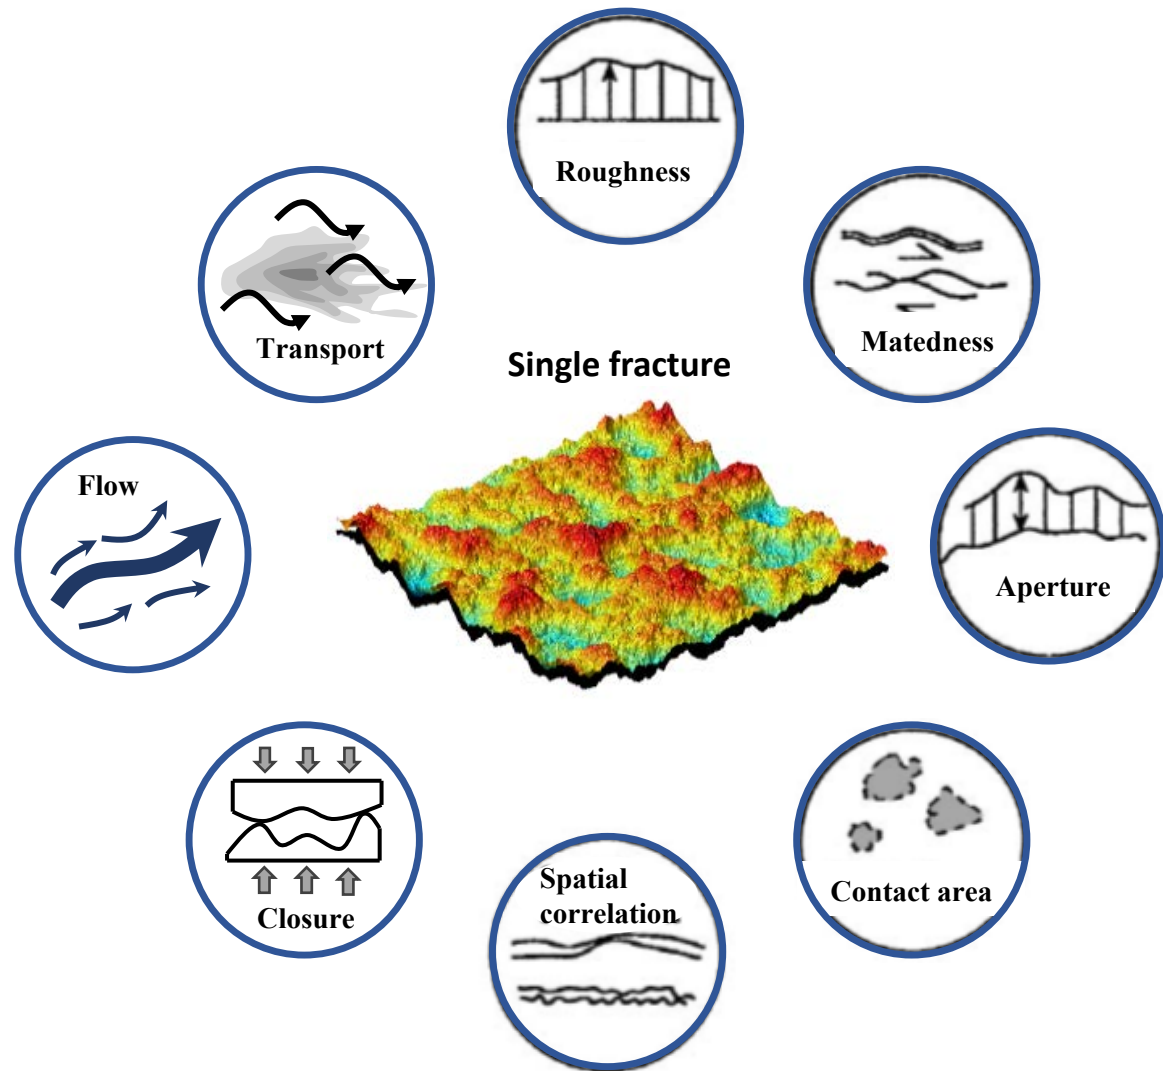 Roughness
Transport
Matedness
Single fracture
Flow
Aperture
Closure
Spatial
correlation
Contact area